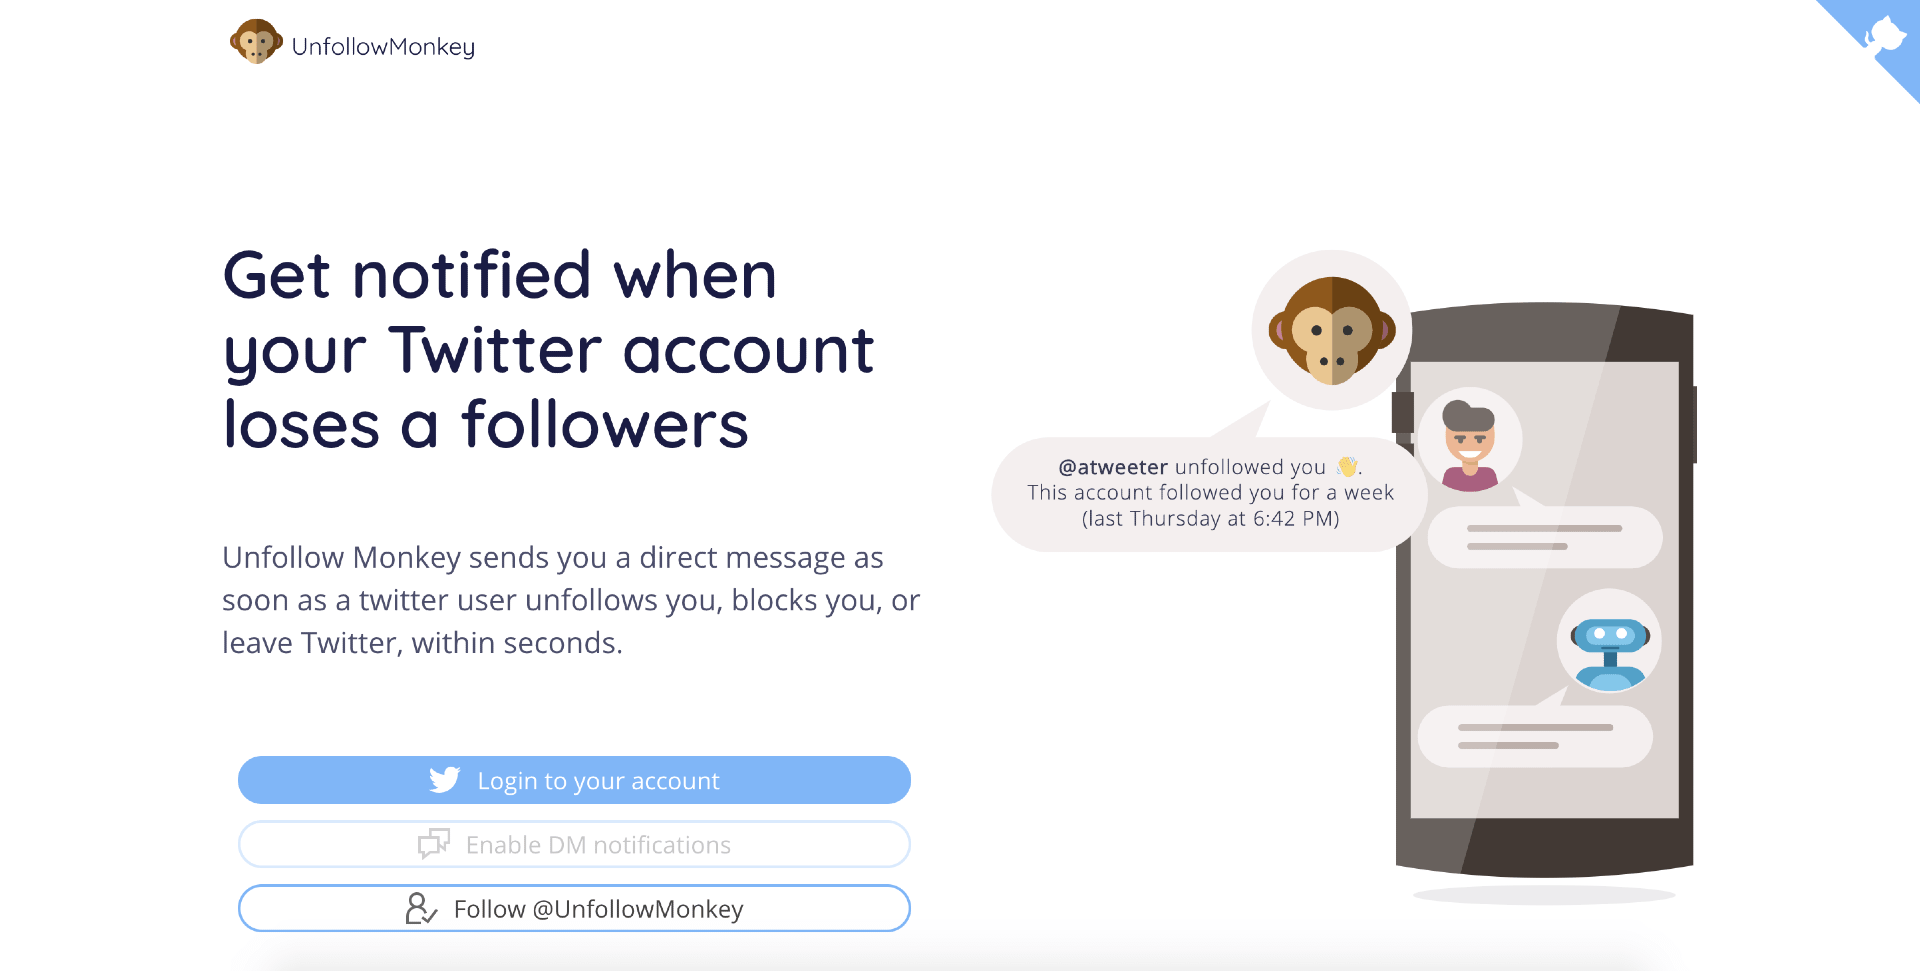 UnfollowMonkey
Get notified when
your Twitter account
loses a followers
Unfollow Monkey sends you a direct message as
soon as a twitter user unfollows you, blocks you, or
leave Twitter, within seconds.
Login to your account
Enable DM notifications
Follow @UnfollowMonkey
@atweeter unfollowed you 👋.
This account followed you for a week
(last Thursday at 6:42 PM)